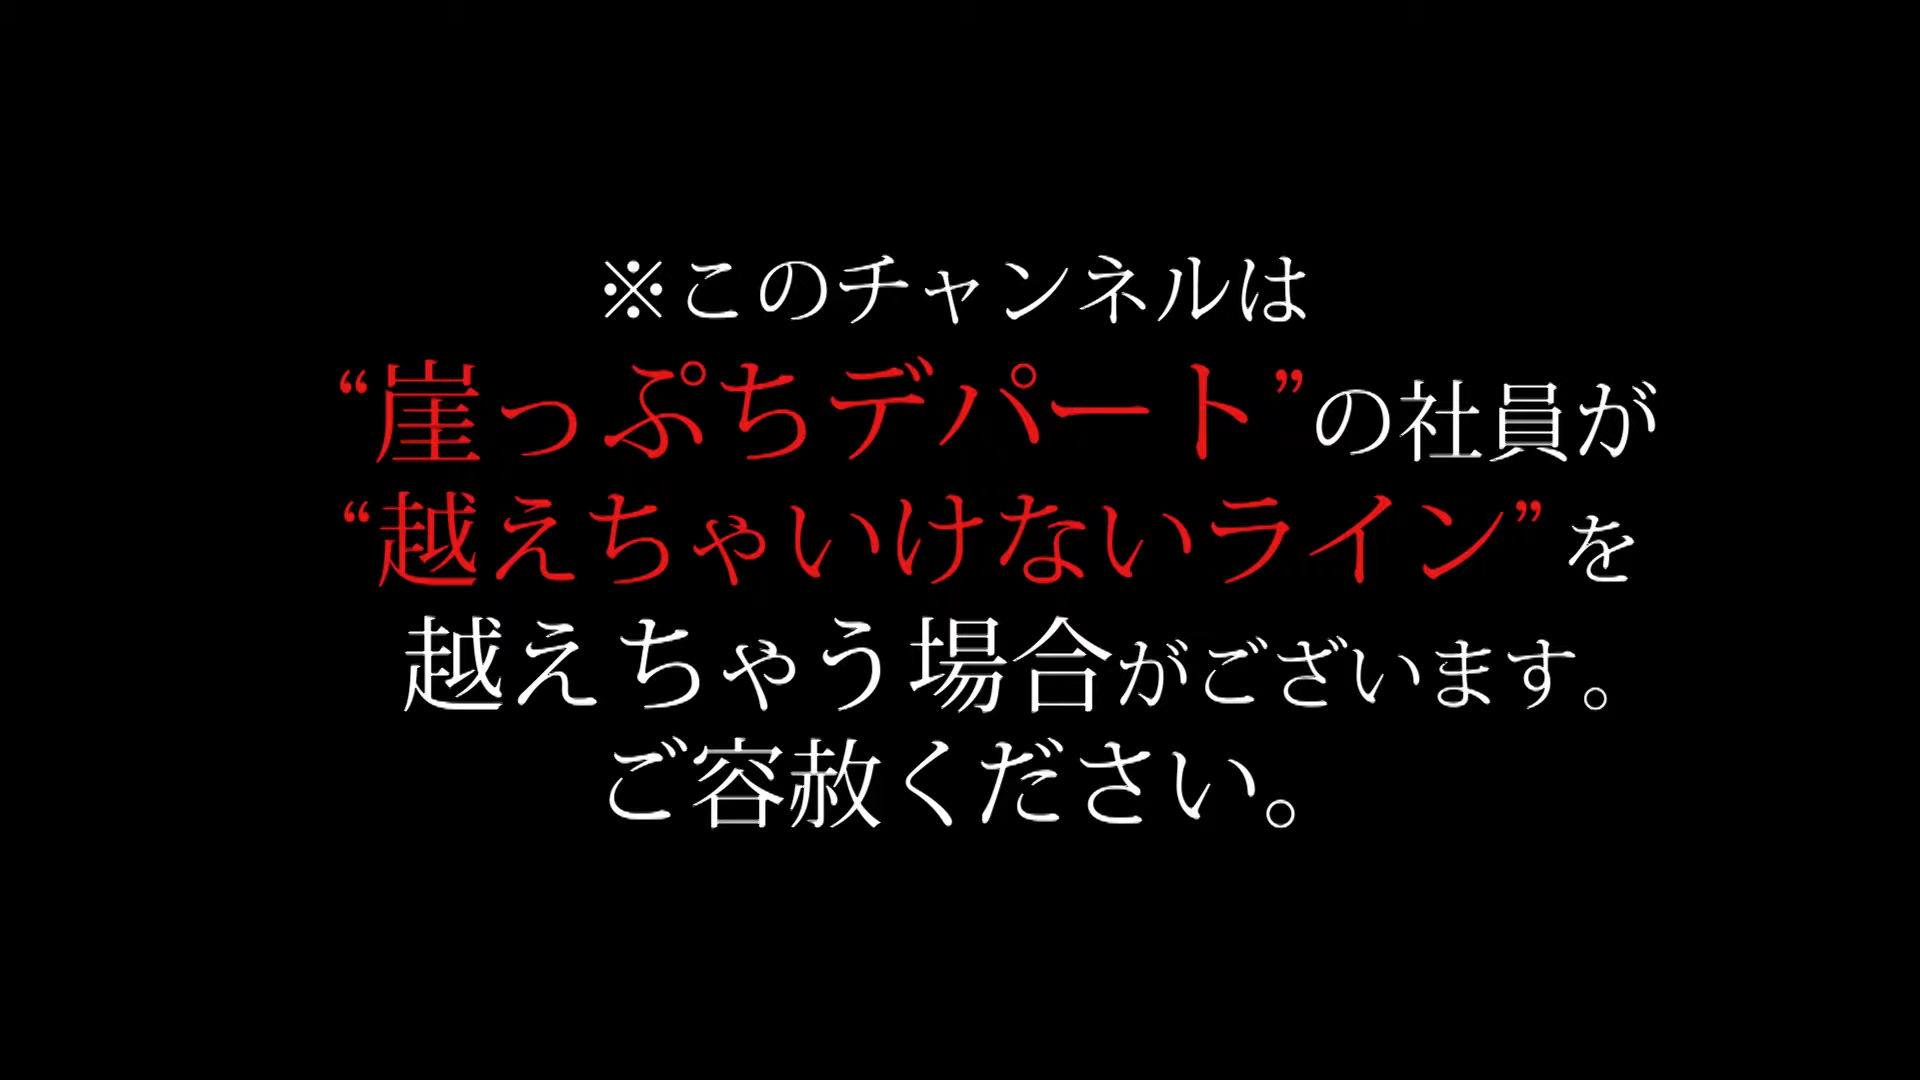 ※このチャンネルは
“崖っぷちデパート”の社員が
“越えちゃいけないライン”を
越えちゃう場合がございます。
ご容赦ください。